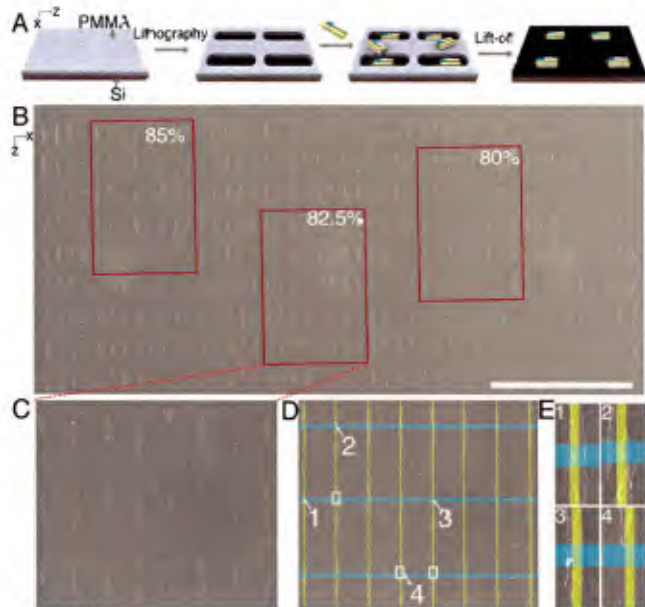 A
x z
PMMA
Lithography
Lift-off
Si
B
x
z
85%
80%
82.5%
C
D
E
2
1
3
4
1
2
3
4